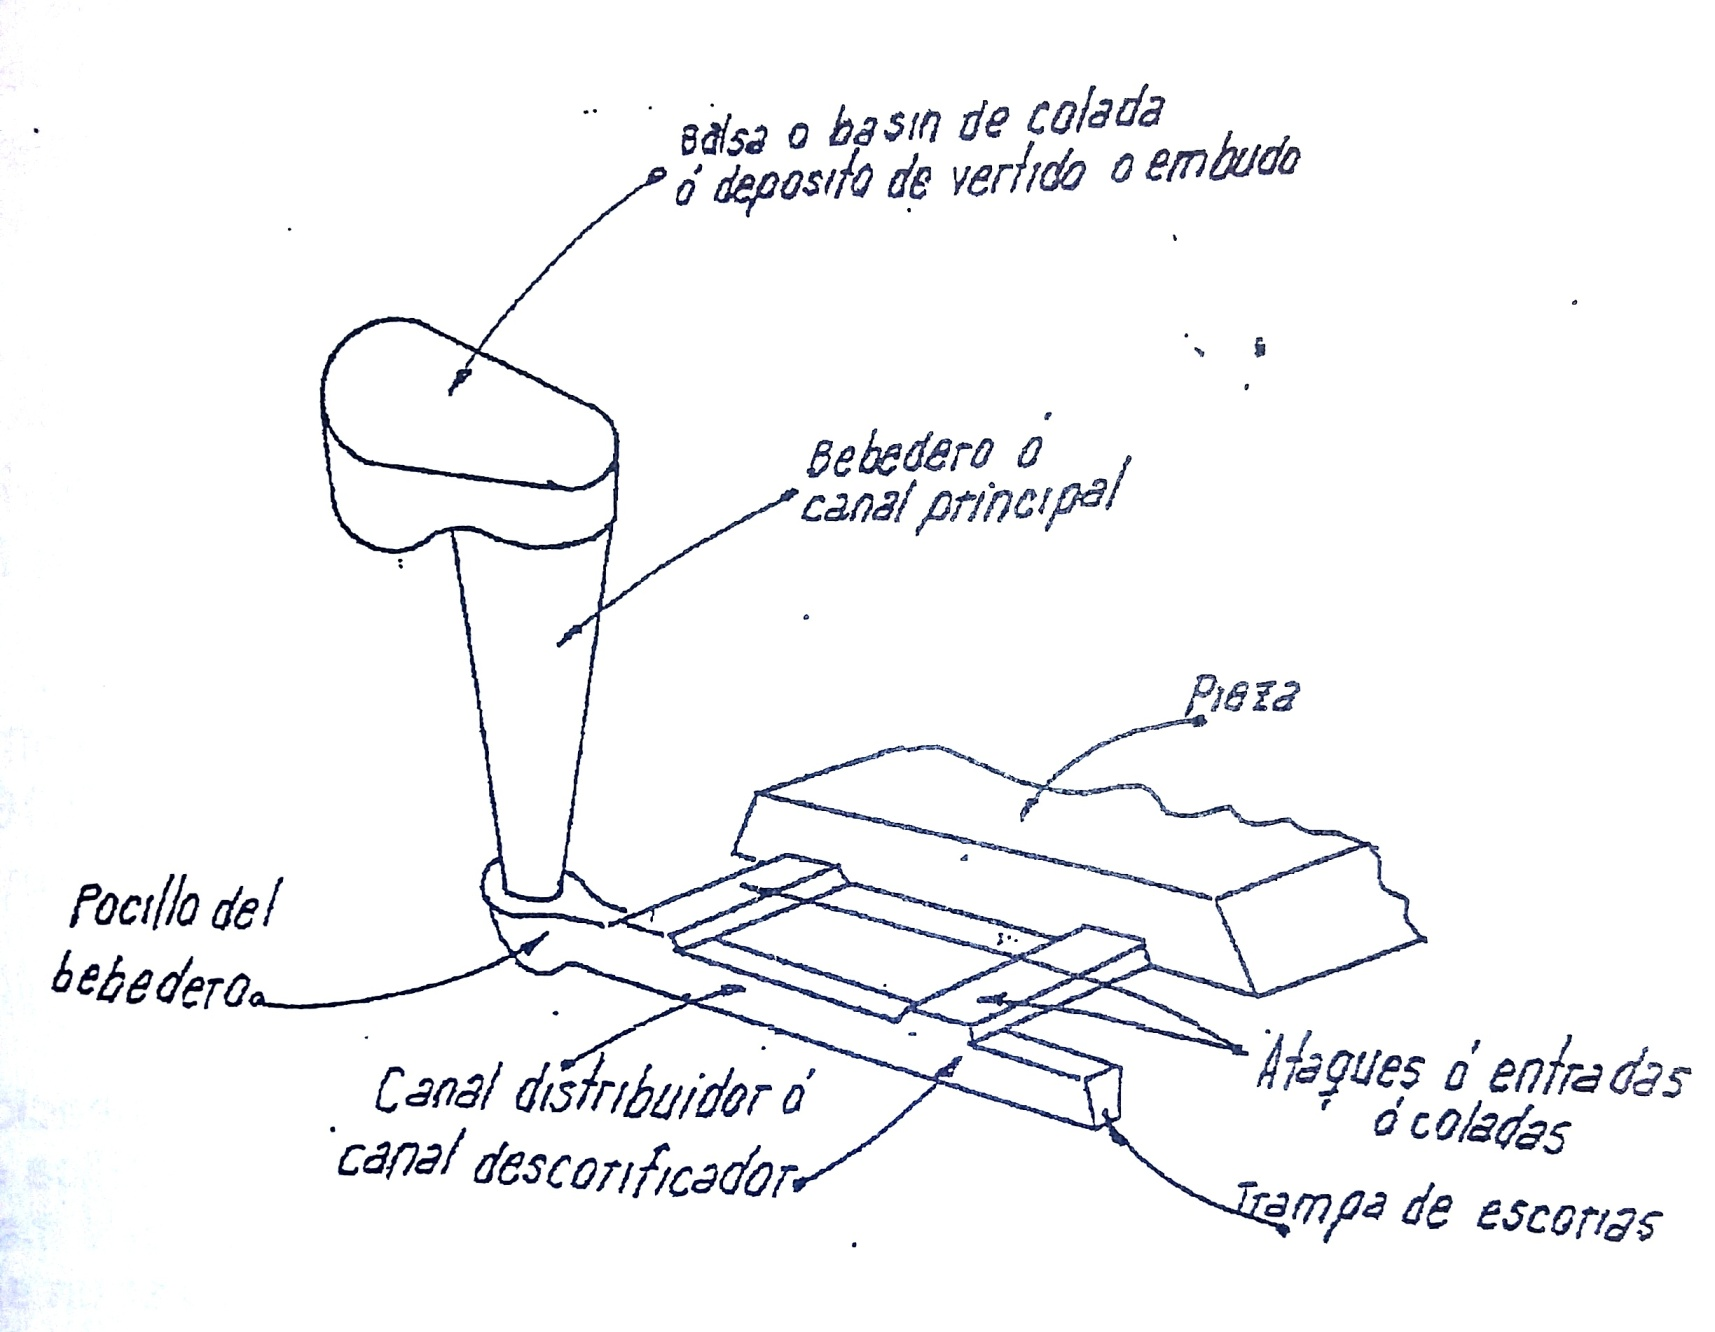 Balsa o basin de colada
ó deposito de vertido o embudo
Bebedero ó
canal principal
Pieza
Pocillo del
bebedero
Canal distribuidor ó
canal descorificador
Ataques ó entradas
ó coladas
Trampa de escorias